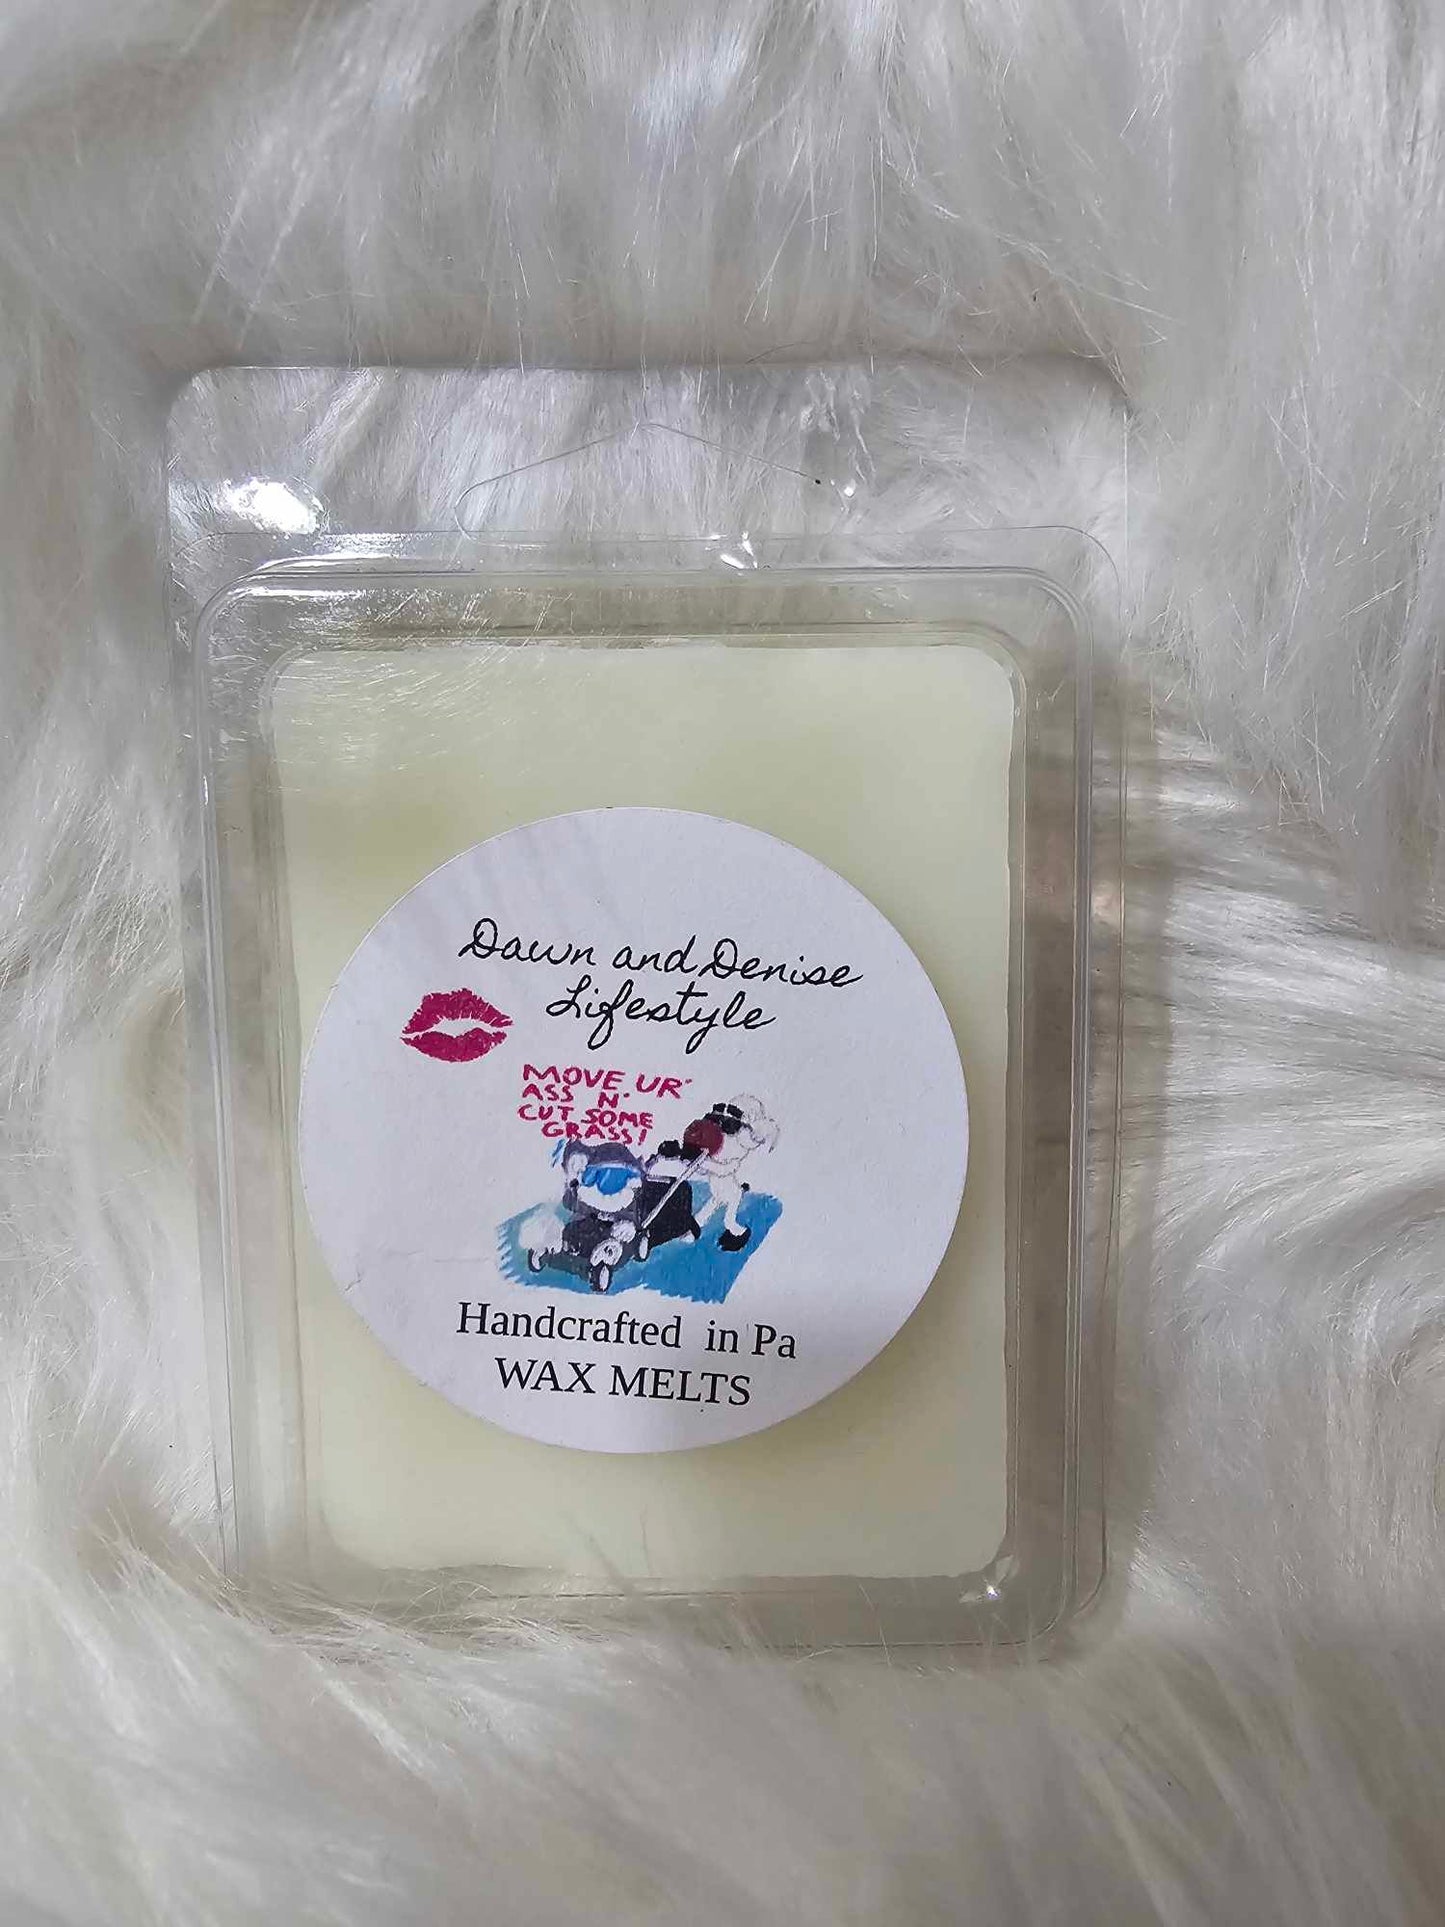 Dawn and Denise
Lifestyle
MOVE UR'
ASS N'
CUT SOME
GRASS!
Handcrafted in Pa
WAX MELTS